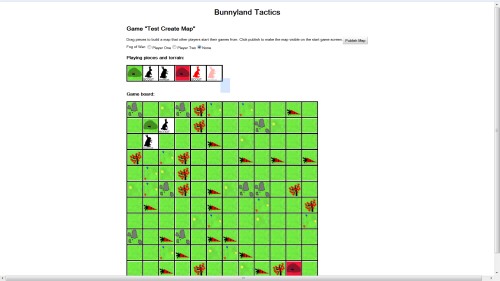 Bunnyland Tactics
Game "Test Create Map"
Drag pieces to build a map that other players start their games from. Click publish to make the map visible on the start game screen. Publish Map
Fog of War: Player One Player Two None
Playing pieces and terrain:
Game board: